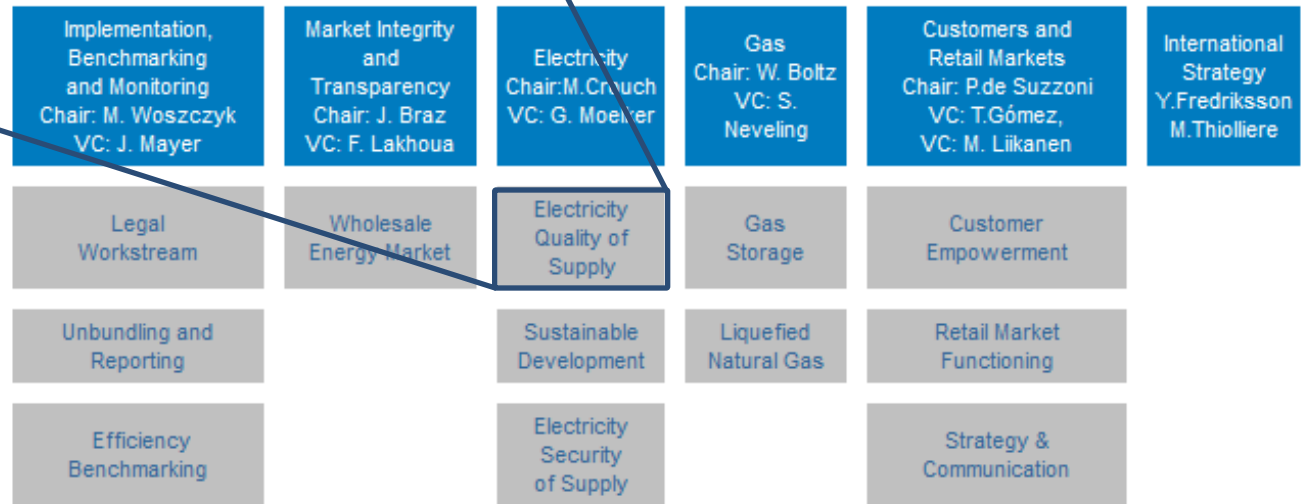 Implementation,
Benchmarking
and Monitoring
Chair: M. Woszczyk
VC: J. Mayer
Market Integrity
and
Transparency
Chair: J. Braz
VC: F. Lakhoua
Electricity
Chair:M.Crouch
VC: G.
Gas
Chair: W. Boltz
VC: S.
Neveling
Customers and
Retail Markets
Chair: P.de Suzzoni
VC: T.Gómez,
VC: M. Liikanen
International
Strategy
Y.Fredriksson
M.Thiolliere
Legal
Workstream
Wholesale
Energy Market
Electricity
Quality of
Supply
Gas
Storage
Customer
Empowerment
Unbundling and
Reporting
Sustainable
Development
Liquefied
Natural Gas
Retail Market
Functioning
Efficiency
Benchmarking
Electricity
Security
of Supply
Strategy &
Communication